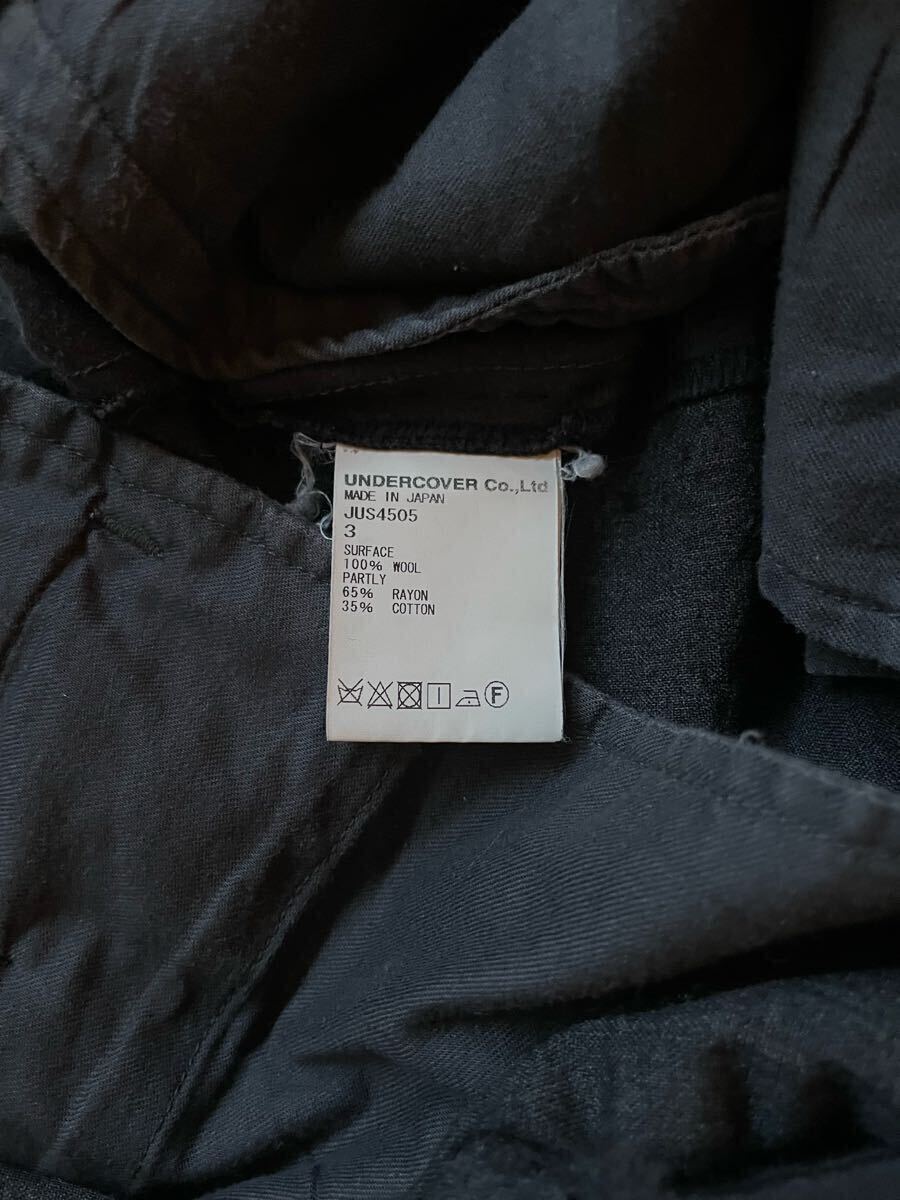 UNDERCOVER Co.,Ltd
MADE IN JAPAN
JUS4505
3
SURFACE
100% WOOL
PARTLY
65% RAYON
35% COTTON
F